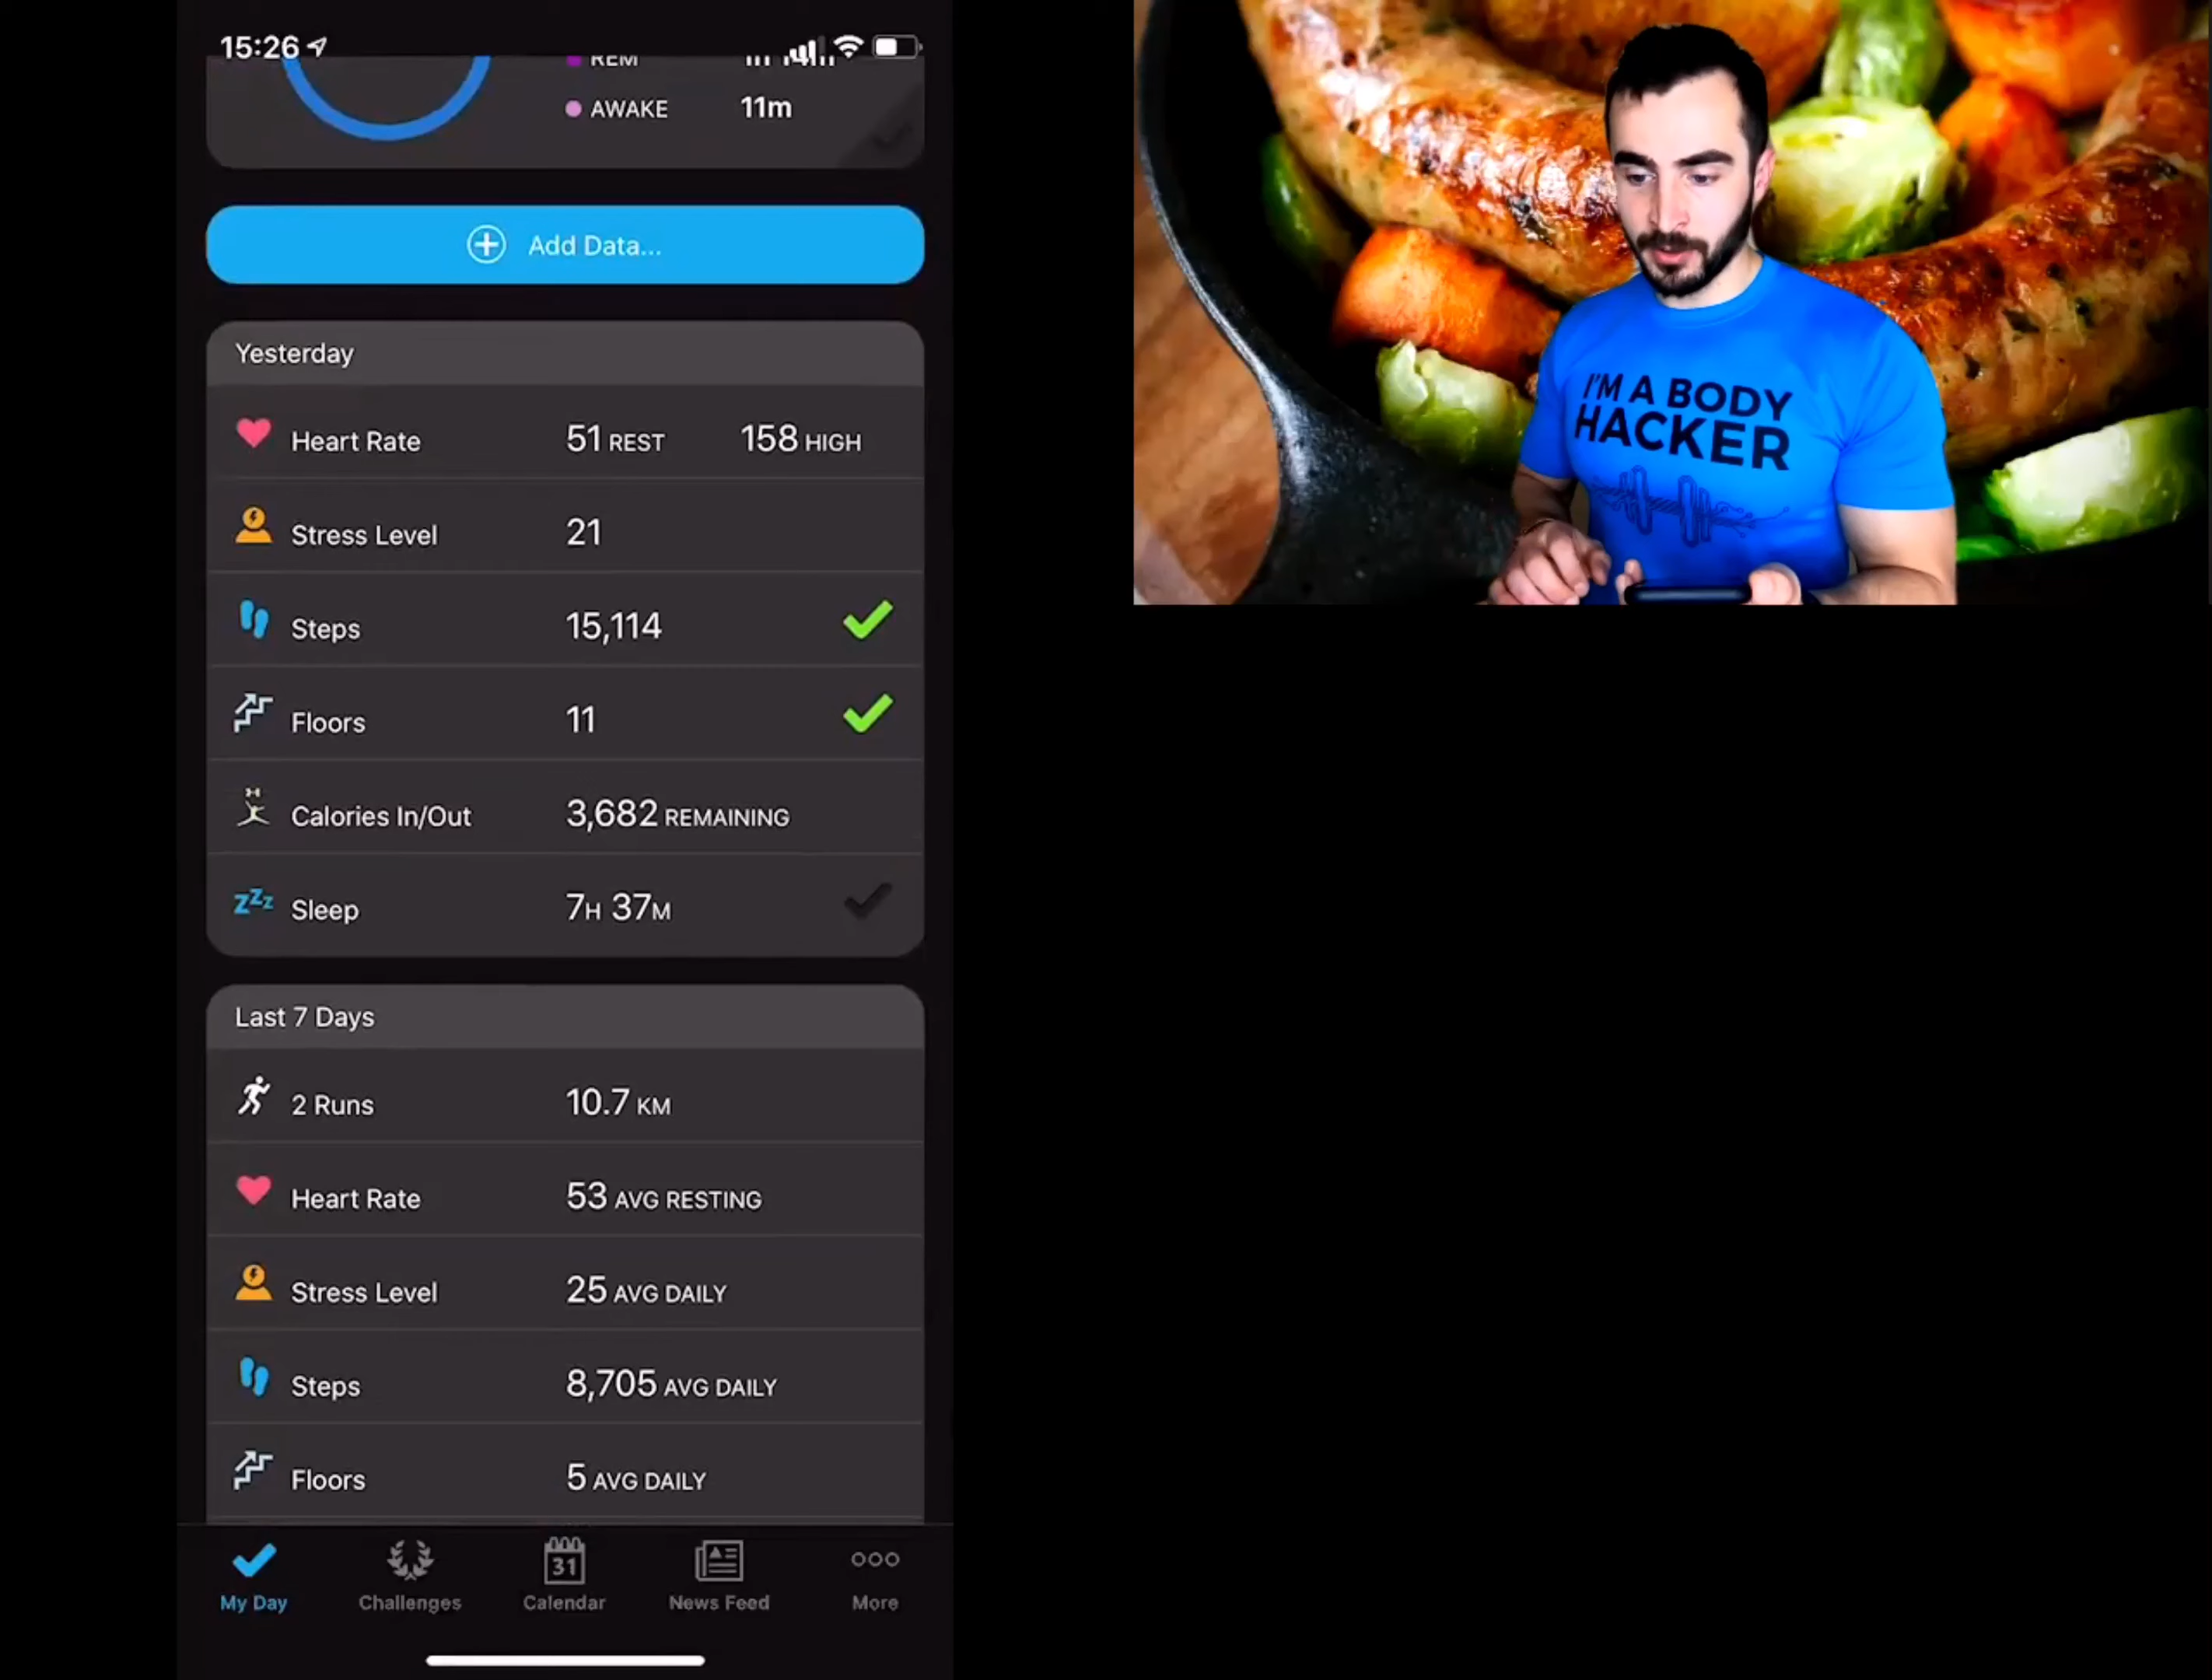 15:26
REM
AWAKE 11m
Add Data...
Yesterday
Heart Rate 51 REST 158 HIGH
Stress Level 21
Steps 15,114
Floors 11
Calories In/Out 3,682 REMAINING
zzz Sleep 7H 37M
Last 7 Days
2 Runs 10.7 KM
Heart Rate 53 AVG RESTING
Stress Level 25 AVG DAILY
Steps 8,705 AVG DAILY
Floors 5 AVG DAILY
31
My Day Challenges Calendar News Feed More
I'M A BODY
HACKER